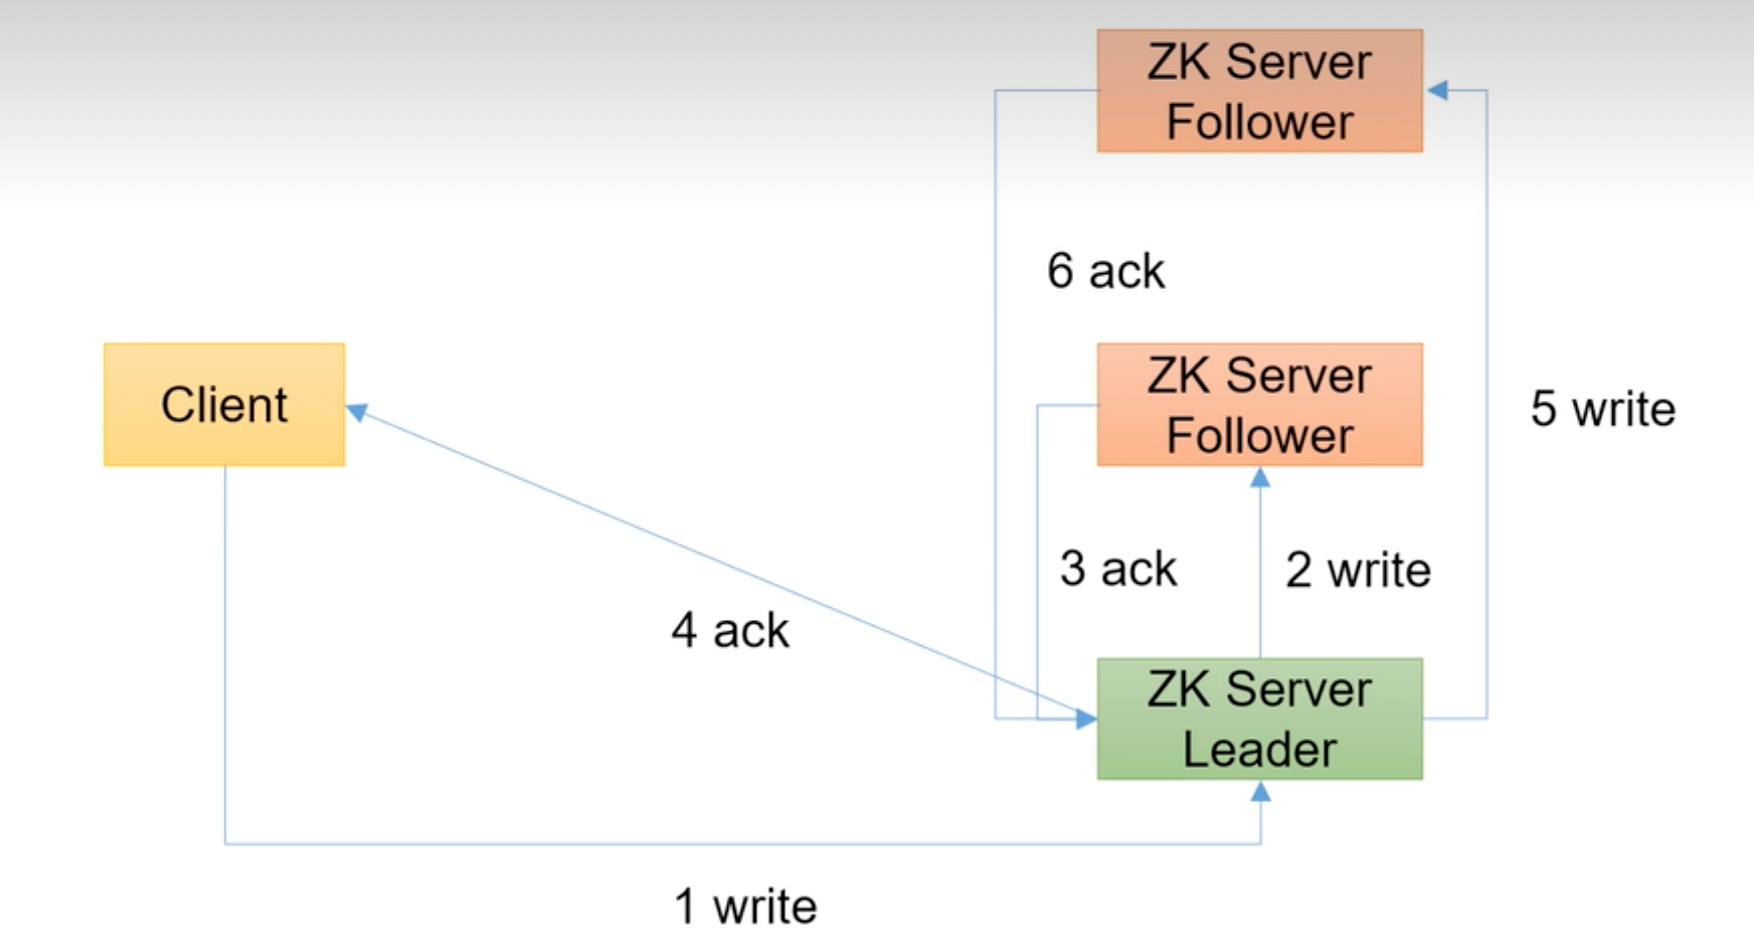 ZK Server
Follower
6 ack
ZK Server
Follower
Client
5 write
3 ack
2 write
4 ack
ZK Server
Leader
1 write